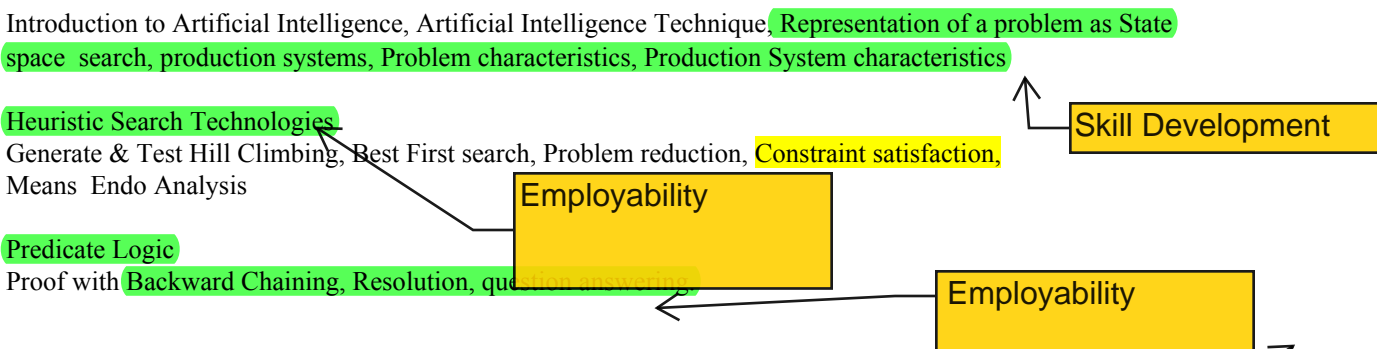 Introduction to Artificial Intelligence, Artificial Intelligence Technique, Representation of a problem as State
space search, production systems, Problem characteristics, Production System characteristics
Skill Development
Heuristic Search Technologies
Generate & Test Hill Climbing, Best First search, Problem reduction, Constraint satisfaction,
Means Endo Analysis
Employability
Predicate Logic
Proof with Backward Chaining, Resolution, question answering.
Employability